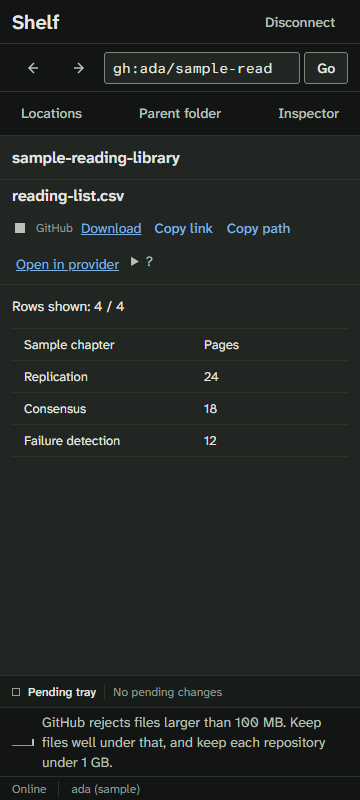 Shelf Disconnect
← → gh:ada/sample-read Go
Locations Parent folder Inspector
sample-reading-library
reading-list.csv
GitHub Download Copy link Copy path
Open in provider ▶ ?
Rows shown: 4 / 4
Sample chapter Pages
Replication 24
Consensus 18
Failure detection 12
Pending tray No pending changes
GitHub rejects files larger than 100 MB. Keep
files well under that, and keep each repository
under 1 GB.
Online ada (sample)